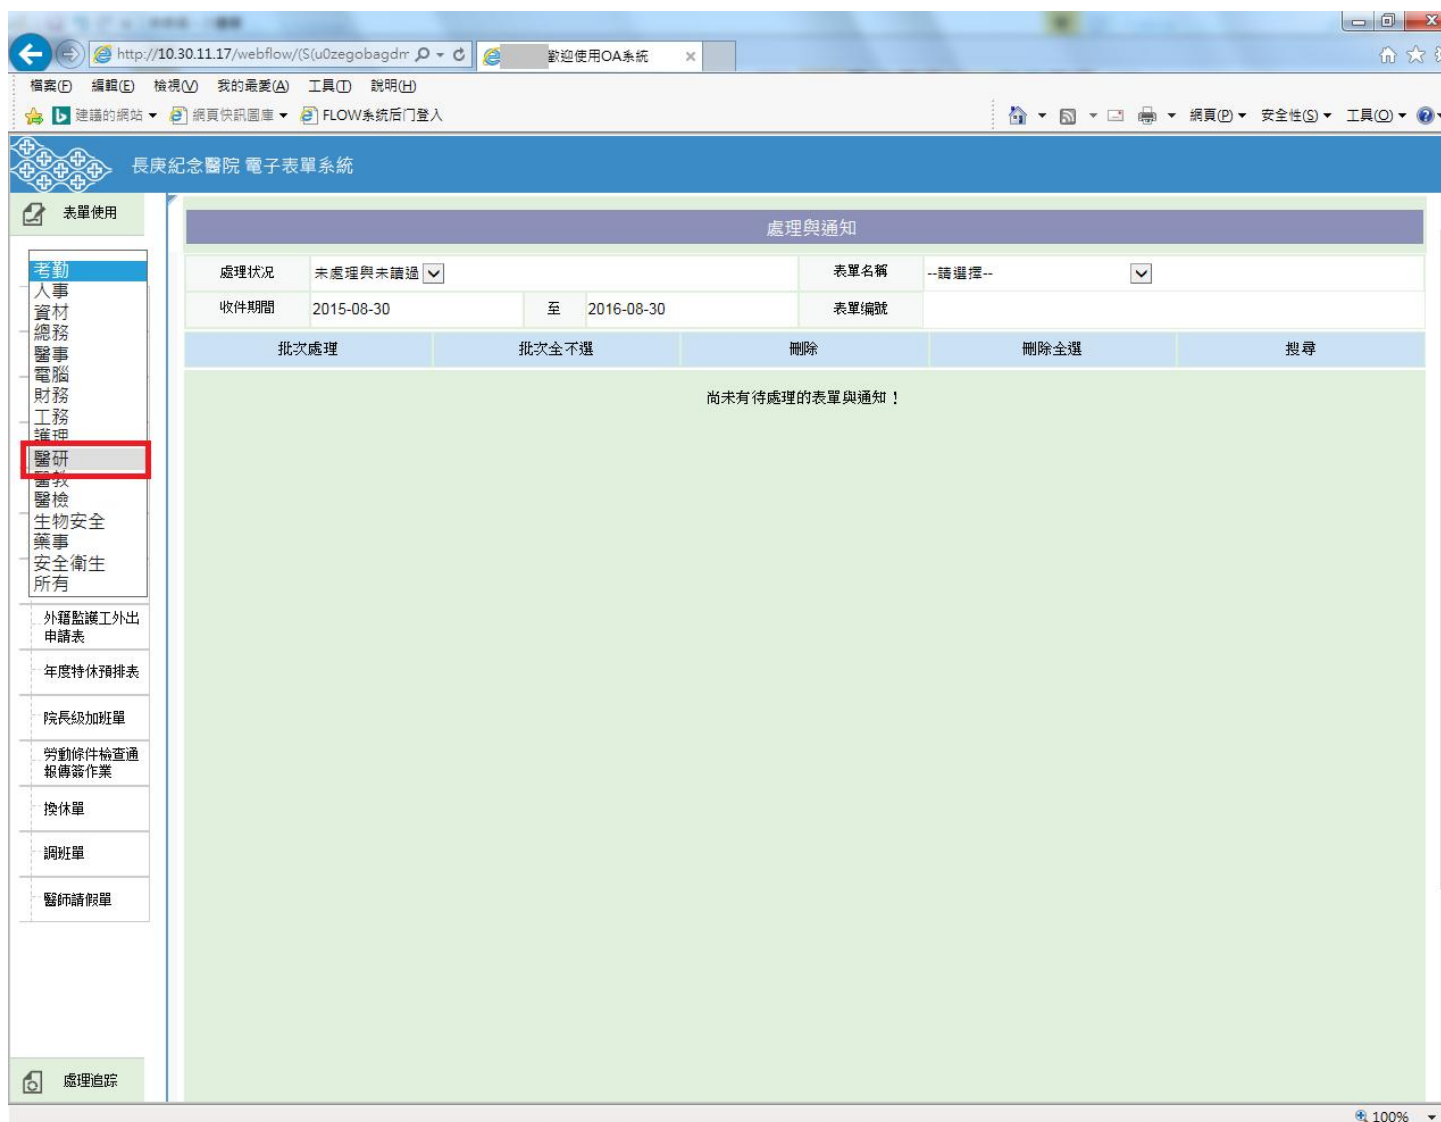 http://10.30.11.17/webflow/(S(u0zegobagdm
歡迎使用OA系統
檔案(F) 編輯(E) 檢視(V) 我的最愛(A) 工具(T) 說明(H)
建議的網站 網頁快訊圖庫 FLOW系统后门登入
網頁(P) 安全性(S) 工具(O)
長庚紀念醫院 電子表單系統
表單使用
處理與通知
處理狀況 未處理與未讀過 表單名稱 --請選擇--
收件期間 2015-08-30 至 2016-08-30 表單編號
批次處理 批次全不選 刪除 刪除全選 搜尋
尚未有待處理的表單與通知！
考勤
人事
資材
總務
醫事
電腦
財務
工務
護理
醫研
醫教
醫檢
生物安全
藥事
安全衛生
所有
外籍監護工外出
申請表
年度特休預排表
院長級加班單
勞動條件檢查通
報傳簽作業
換休單
調班單
醫師請假單
處理追踪
100%